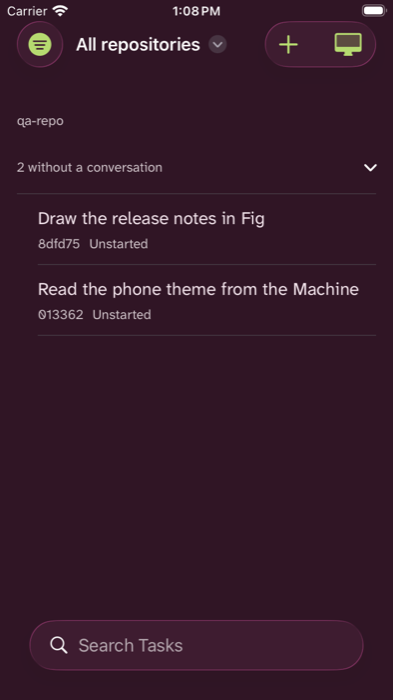 Carrier 1:08 PM
All repositories
qa-repo
2 without a conversation
Draw the release notes in Fig
8dfd75 Unstarted
Read the phone theme from the Machine
013362 Unstarted
Search Tasks